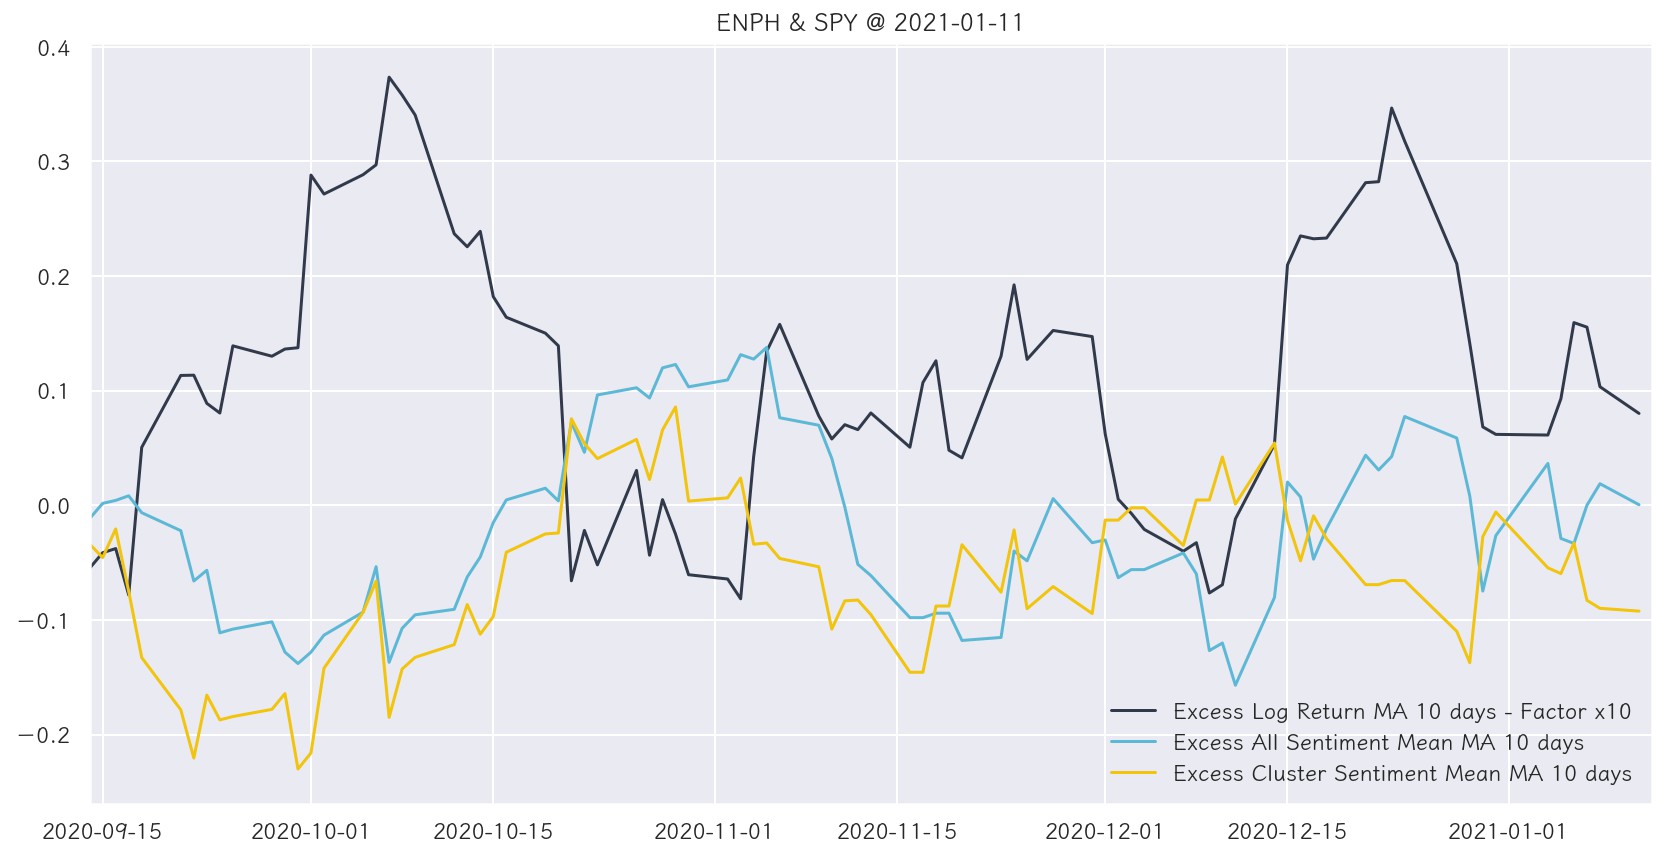 ENPH & SPY @ 2021-01-11
0.4
0.3
0.2
0.1
0.0
−0.1
−0.2
Excess Log Return MA 10 days - Factor x10
Excess All Sentiment Mean MA 10 days
Excess Cluster Sentiment Mean MA 10 days
2020-09-15 2020-10-01 2020-10-15 2020-11-01 2020-11-15 2020-12-01 2020-12-15 2021-01-01